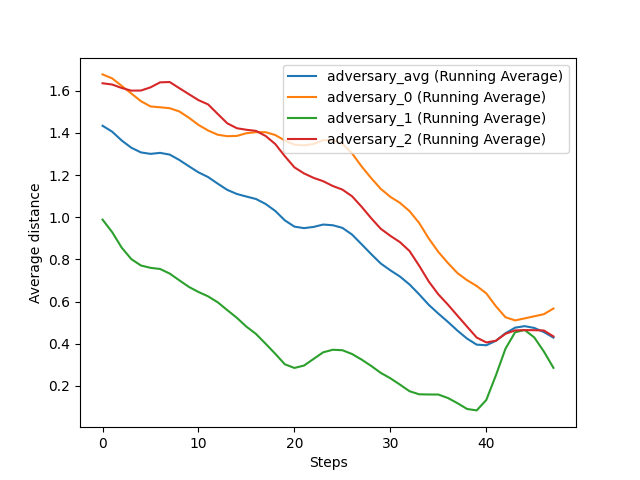 adversary_avg (Running Average)
adversary_0 (Running Average)
adversary_1 (Running Average)
adversary_2 (Running Average)
Average distance
1.6
1.4
1.2
1.0
0.8
0.6
0.4
0.2
0
10
20
30
40
Steps